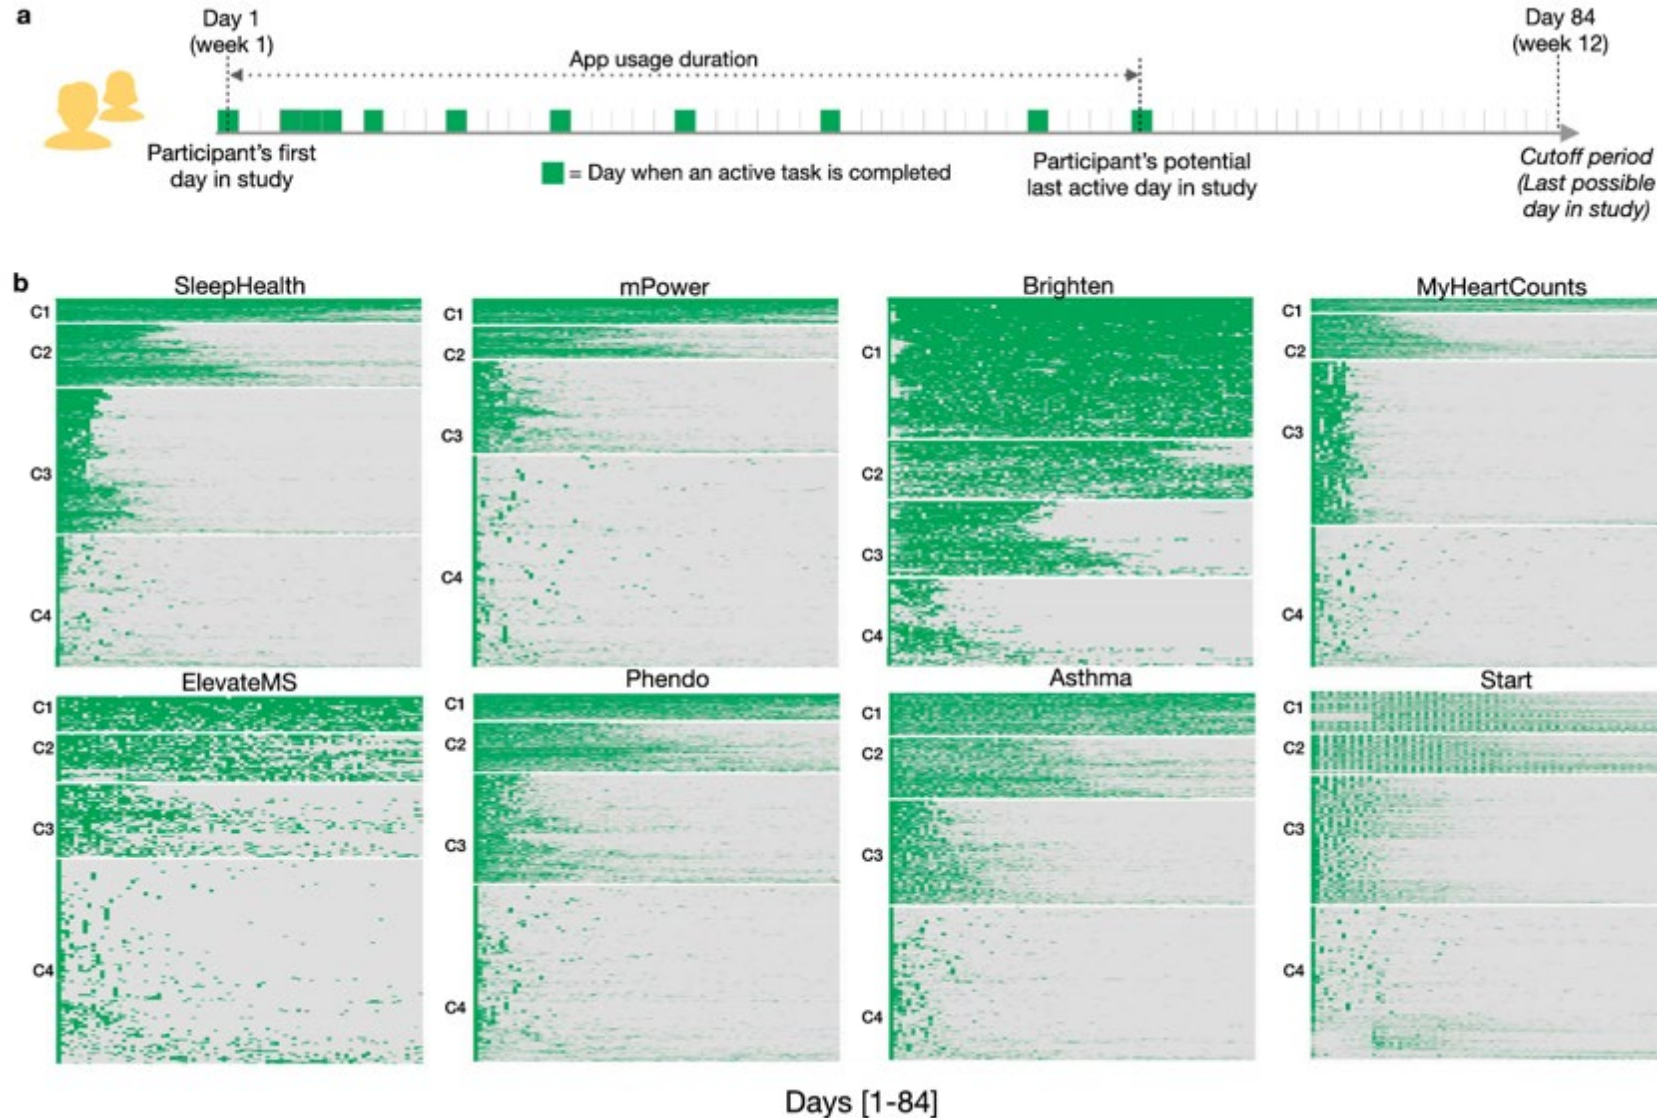 a
Day 1
(week 1)
Day 84
(week 12)
App usage duration
Participant's first
day in study
= Day when an active task is completed
Participant's potential
last active day in study
Cutoff period
(Last possible
day in study)
b
SleepHealth
C1
C2
C3
C4
mPower
C1
C2
C3
C4
Brighten
C1
C2
C3
C4
MyHeartCounts
C1
C2
C3
C4
ElevateMS
C1
C2
C3
C4
Phendo
C1
C2
C3
C4
Asthma
C1
C2
C3
C4
Start
C1
C2
C3
C4
Days [1-84]